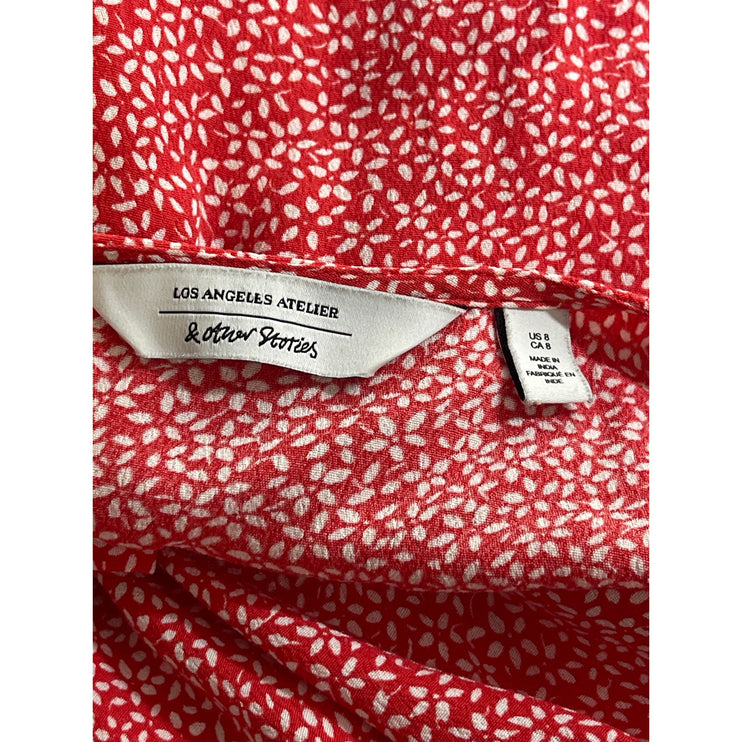 LOS ANGELES ATELIER
& other Stories
US 8
CA 8
MADE IN
INDIA
FABRIQUÉ EN
INDE